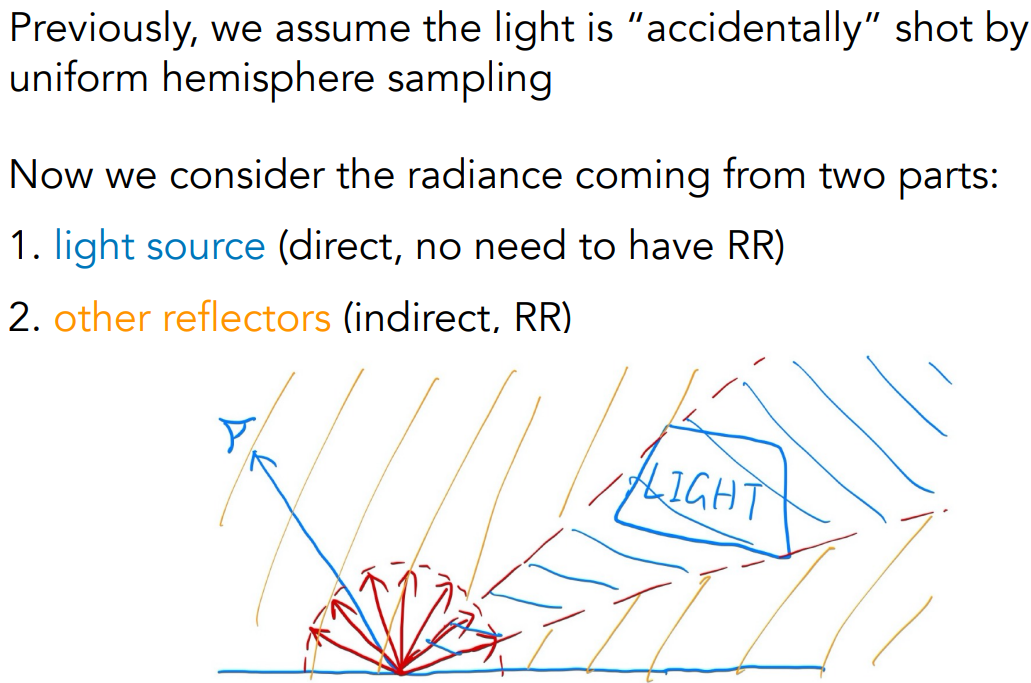 Previously, we assume the light is “accidentally” shot by
uniform hemisphere sampling
Now we consider the radiance coming from two parts:
1. light source (direct, no need to have RR)
2. other reflectors (indirect, RR)
LIGHT